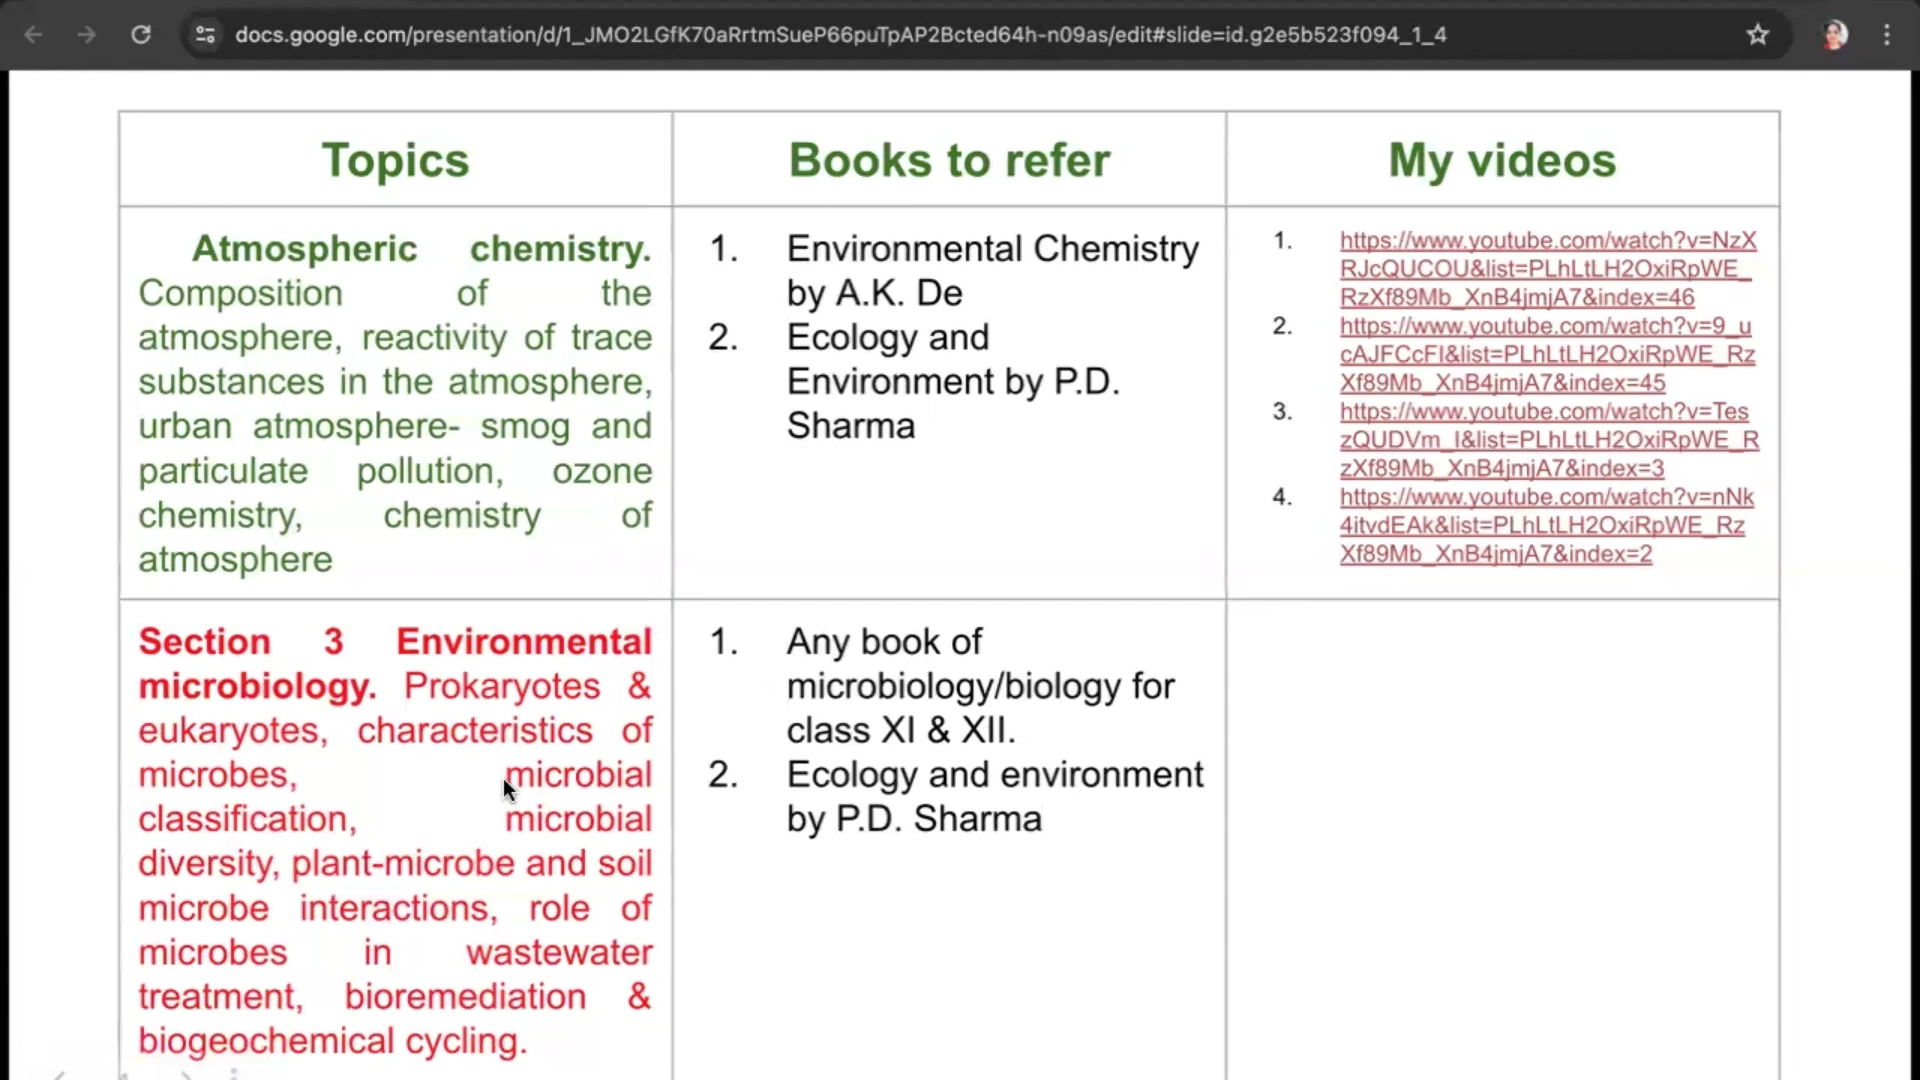 docs.google.com/presentation/d/1_JMO2LGfK70aRrtmSueP66puTpAP2Bcted64h-n09as/edit#slide=id.g2e5b523f094_1_4
Topics
Books to refer
My videos
Atmospheric chemistry.
Composition of the
atmosphere, reactivity of trace
substances in the atmosphere,
urban atmosphere- smog and
particulate pollution, ozone
chemistry, chemistry of
atmosphere
1. Environmental Chemistry
by A.K. De
2. Ecology and
Environment by P.D.
Sharma
1. https://www.youtube.com/watch?v=NzX
RJcQUCOU&list=PLhLtLH2OxiRpWE_
RzXf89Mb_XnB4jmjA7&index=46
2. https://www.youtube.com/watch?v=9_u
cAJFCcFI&list=PLhLtLH2OxiRpWE_Rz
Xf89Mb_XnB4jmjA7&index=45
3. https://www.youtube.com/watch?v=Tes
zQUDVm_I&list=PLhLtLH2OxiRpWE_R
zXf89Mb_XnB4jmjA7&index=3
4. https://www.youtube.com/watch?v=nNk
4itvdEAk&list=PLhLtLH2OxiRpWE_Rz
Xf89Mb_XnB4jmjA7&index=2
Section 3 Environmental
microbiology. Prokaryotes &
eukaryotes, characteristics of
microbes, microbial
classification, microbial
diversity, plant-microbe and soil
microbe interactions, role of
microbes in wastewater
treatment, bioremediation &
biogeochemical cycling.
1. Any book of
microbiology/biology for
class XI & XII.
2. Ecology and environment
by P.D. Sharma